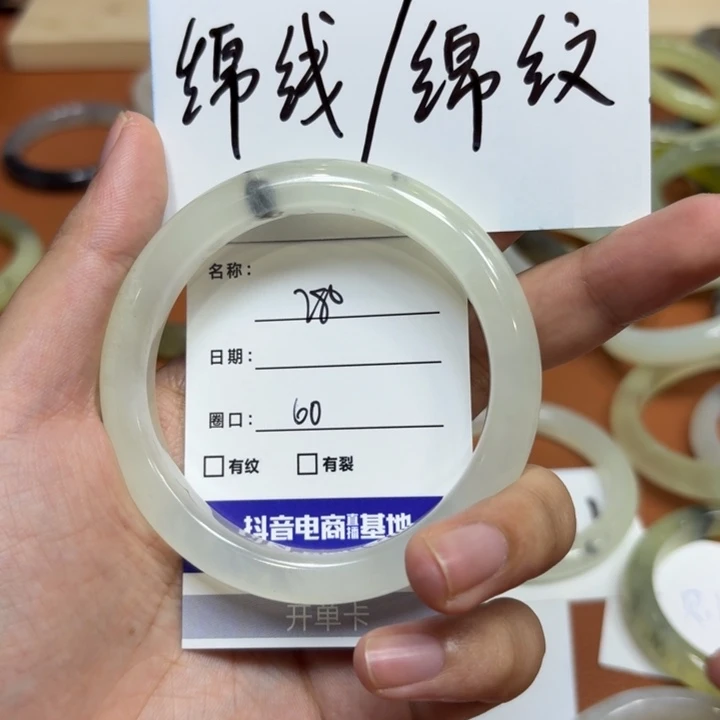 绵线/绵纹
名称: 280
日期:
圈口: 60
□有纹 □有裂
抖音电商直播基地
开单卡